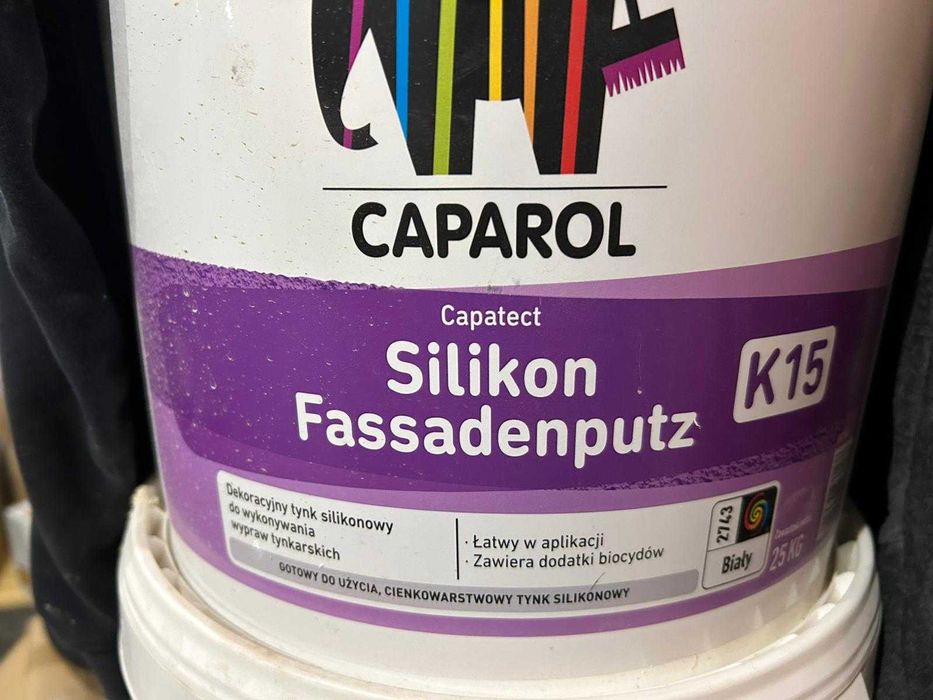 CAPAROL
Capatect
Silikon
Fassadenputz
K15
Dekoracyjny tynk silikonowy
do wykonywania
wypraw tynkarskich
· Łatwy w aplikacji
· Zawiera dodatki biocydów
GOTOWY DO UŻYCIA, CIENKOWARSTWOWY TYNK SILIKONOWY
2743
Biały
25 KG